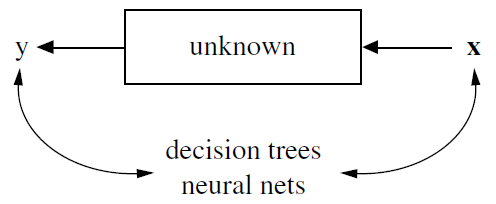 y unknown x
decision trees
neural nets